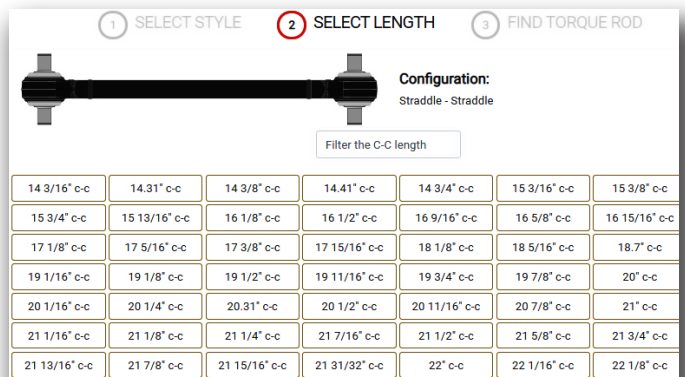 1 SELECT STYLE 2 SELECT LENGTH 3 FIND TORQUE ROD
Configuration:
Straddle - Straddle
Filter the C-C length
14 3/16" c-c 14.31" c-c 14 3/8" c-c 14.41" c-c 14 3/4" c-c 15 3/16" c-c 15 3/8" c-c
15 3/4" c-c 15 13/16" c-c 16 1/8" c-c 16 1/2" c-c 16 9/16" c-c 16 5/8" c-c 16 15/16" c-c
17 1/8" c-c 17 5/16" c-c 17 3/8" c-c 17 15/16" c-c 18 1/8" c-c 18 5/16" c-c 18.7" c-c
19 1/16" c-c 19 1/8" c-c 19 1/2" c-c 19 11/16" c-c 19 3/4" c-c 19 7/8" c-c 20" c-c
20 1/16" c-c 20 1/4" c-c 20.31" c-c 20 1/2" c-c 20 11/16" c-c 20 7/8" c-c 21" c-c
21 1/16" c-c 21 1/8" c-c 21 1/4" c-c 21 7/16" c-c 21 1/2" c-c 21 5/8" c-c 21 3/4" c-c
21 13/16" c-c 21 7/8" c-c 21 15/16" c-c 21 31/32" c-c 22" c-c 22 1/16" c-c 22 1/8" c-c